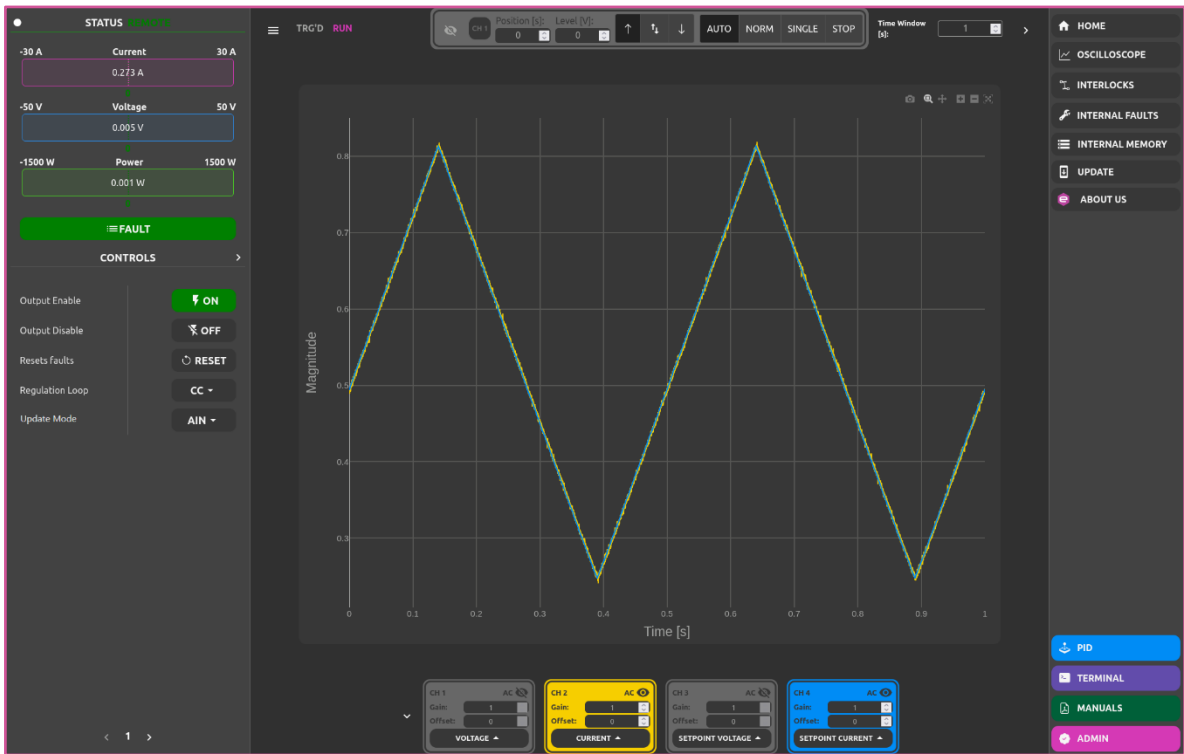 STATUS REMOTE
-30 A Current 30 A
0.273 A
-50 V Voltage 50 V
0.005 V
-1500 W Power 1500 W
0.001 W
FAULT
CONTROLS
Output Enable ON
Output Disable OFF
Resets faults RESET
Regulation Loop CC
Update Mode AIN
< 1 >
TRG'D RUN
CH 1 Position [s]: Level [V]:
0 0
AUTO NORM SINGLE STOP
Time Window
[s]: 1
0.8
0.7
0.6
0.5
0.4
0.3
Magnitude
0 0.1 0.2 0.3 0.4 0.5 0.6 0.7 0.8 0.9 1
Time [s]
CH 1 AC
Gain: 1
Offset: 0
VOLTAGE
CH 2 AC
Gain: 1
Offset: 0
CURRENT
CH 3 AC
Gain: 1
Offset: 0
SETPOINT VOLTAGE
CH 4 AC
Gain: 1
Offset: 0
SETPOINT CURRENT
HOME
OSCILLOSCOPE
INTERLOCKS
INTERNAL FAULTS
INTERNAL MEMORY
UPDATE
e ABOUT US
PID
TERMINAL
MANUALS
ADMIN